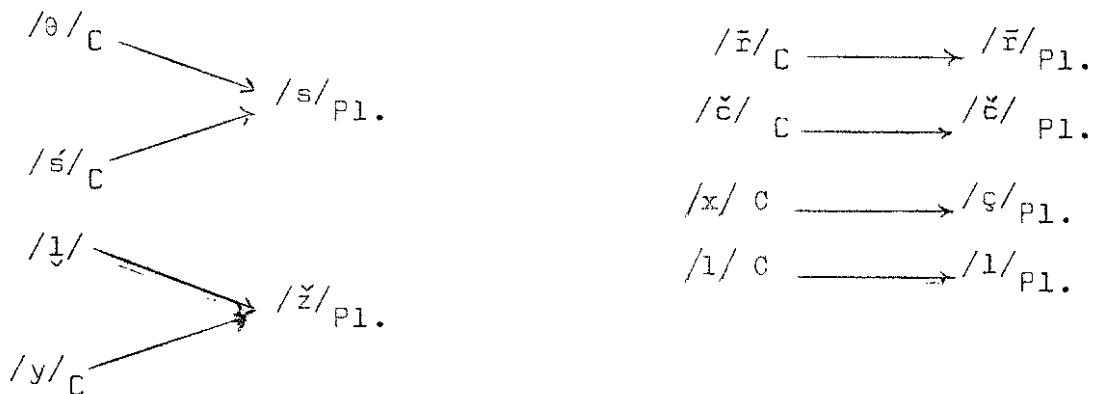 /θ/C
/s/Pl.
/ś/C
/l̬/
/ž/Pl.
/y/C
/r̄/C → /r̄/Pl.
/č/ C → /č/ Pl.
/x/ C → /ç/Pl.
/l/ C → /l/Pl.